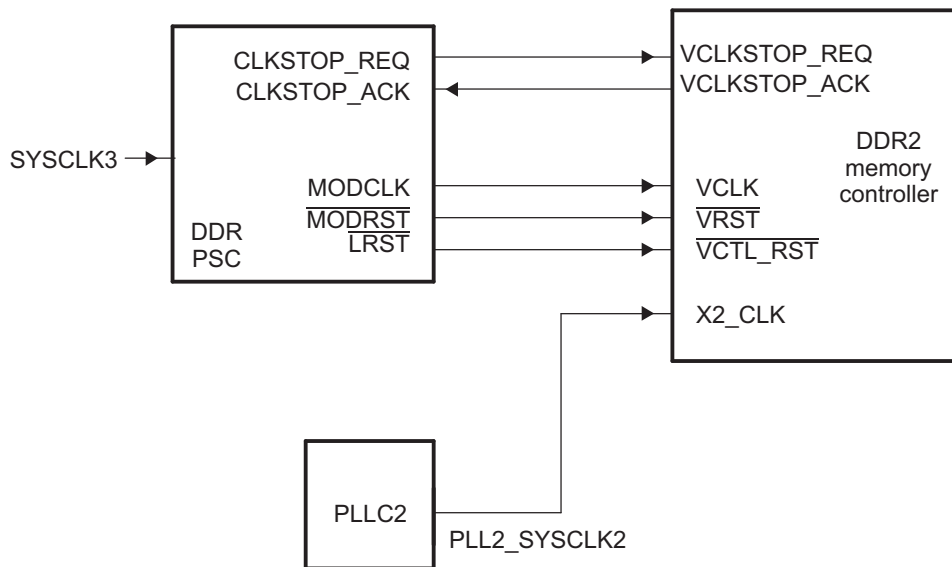 CLKSTOP_REQ
CLKSTOP_ACK
SYSCLK3
MODCLK
MODRST
LRST
DDR
PSC
VCLKSTOP_REQ
VCLKSTOP_ACK
DDR2
memory
controller
VCLK
VRST
VCTL_RST
X2_CLK
PLLC2
PLL2_SYSCLK2